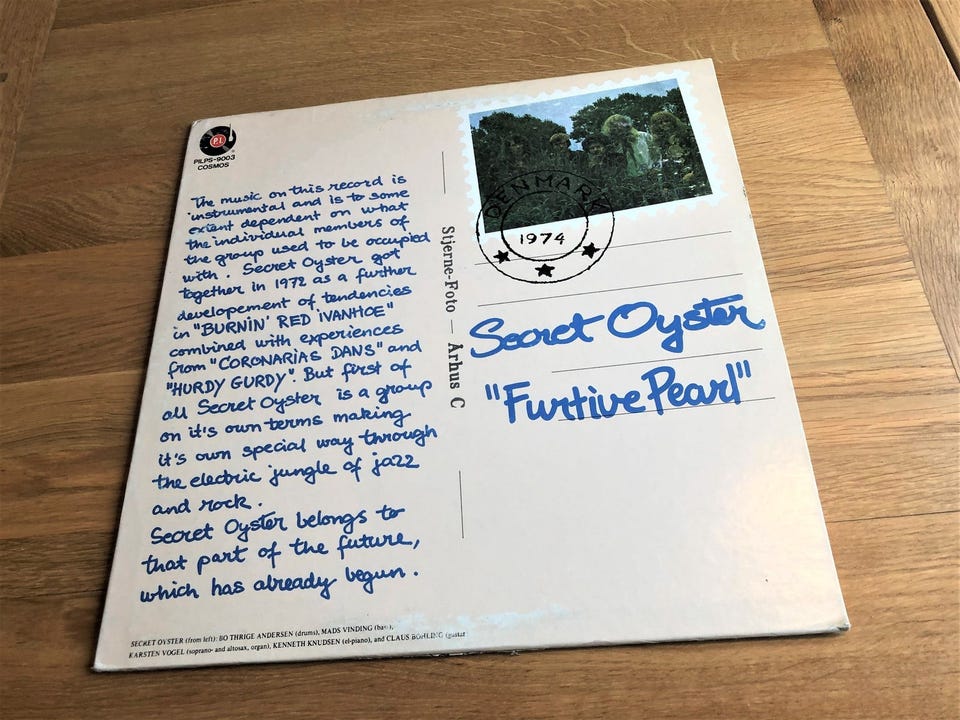 P.I.
PILPS-9003
COSMOS
The music on this record is
instrumental and is to some
extent dependent on what
the individual members of
the group used to be occupied
with. Secret Oyster got
together in 1972 as a further
developement of tendencies
in "BURNIN' RED IVANHOE"
combined with experiences
from "CORONARIAS DANS" and
"HURDY GURDY". But first of
all Secret Oyster is a group
on it's own terms making
it's own special way through
the electric jungle of jazz
and rock.
Secret Oyster belongs to
that part of the future,
which has already begun.
SECRET OYSTER (from left): BO THRIGE ANDERSEN (drums), MADS VINDING (bass),
KARSTEN VOGEL (soprano- and altosax, organ), KENNETH KNUDSEN (el-piano), and CLAUS BØHLING (guitar
Stjerne-Foto — Århus C
DENMARK
1974
Secret Oyster
"Furtive Pearl"